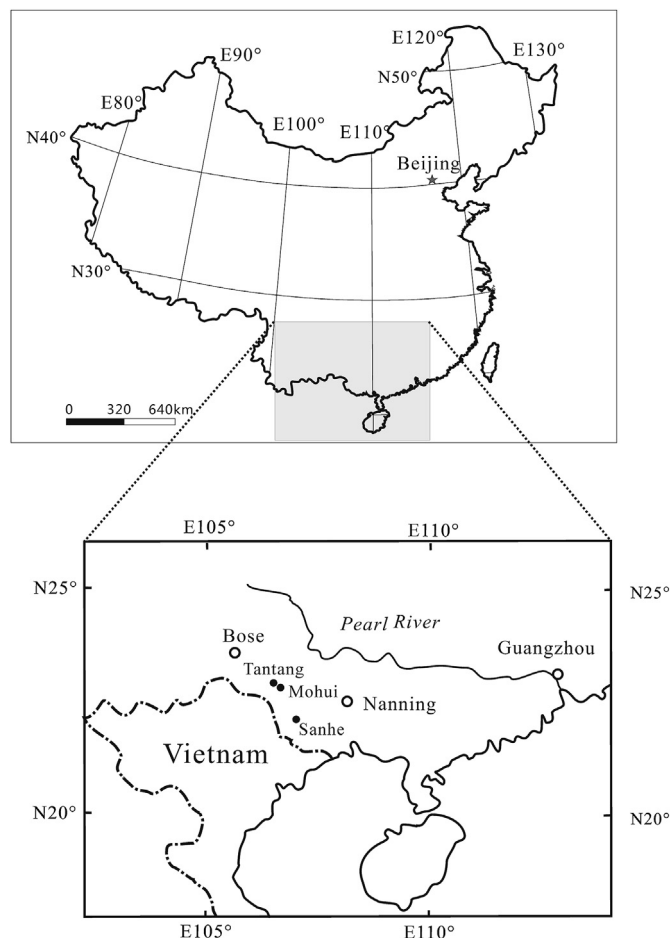 E120°
E130°
E90°
N50°
E80°
E100°
E110°
N40°
Beijing
N30°
0 320 640km
E105° E110°
N25° N25°
Pearl River
Bose
Guangzhou
Tantang
Mohui
Nanning
Sanhe
Vietnam
N20° N20°
E105° E110°